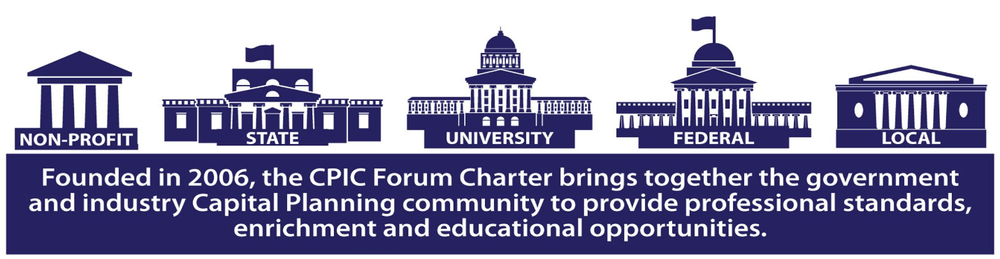 NON-PROFIT
STATE
UNIVERSITY
FEDERAL
LOCAL
Founded in 2006, the CPIC Forum Charter brings together the government
and industry Capital Planning community to provide professional standards,
enrichment and educational opportunities.